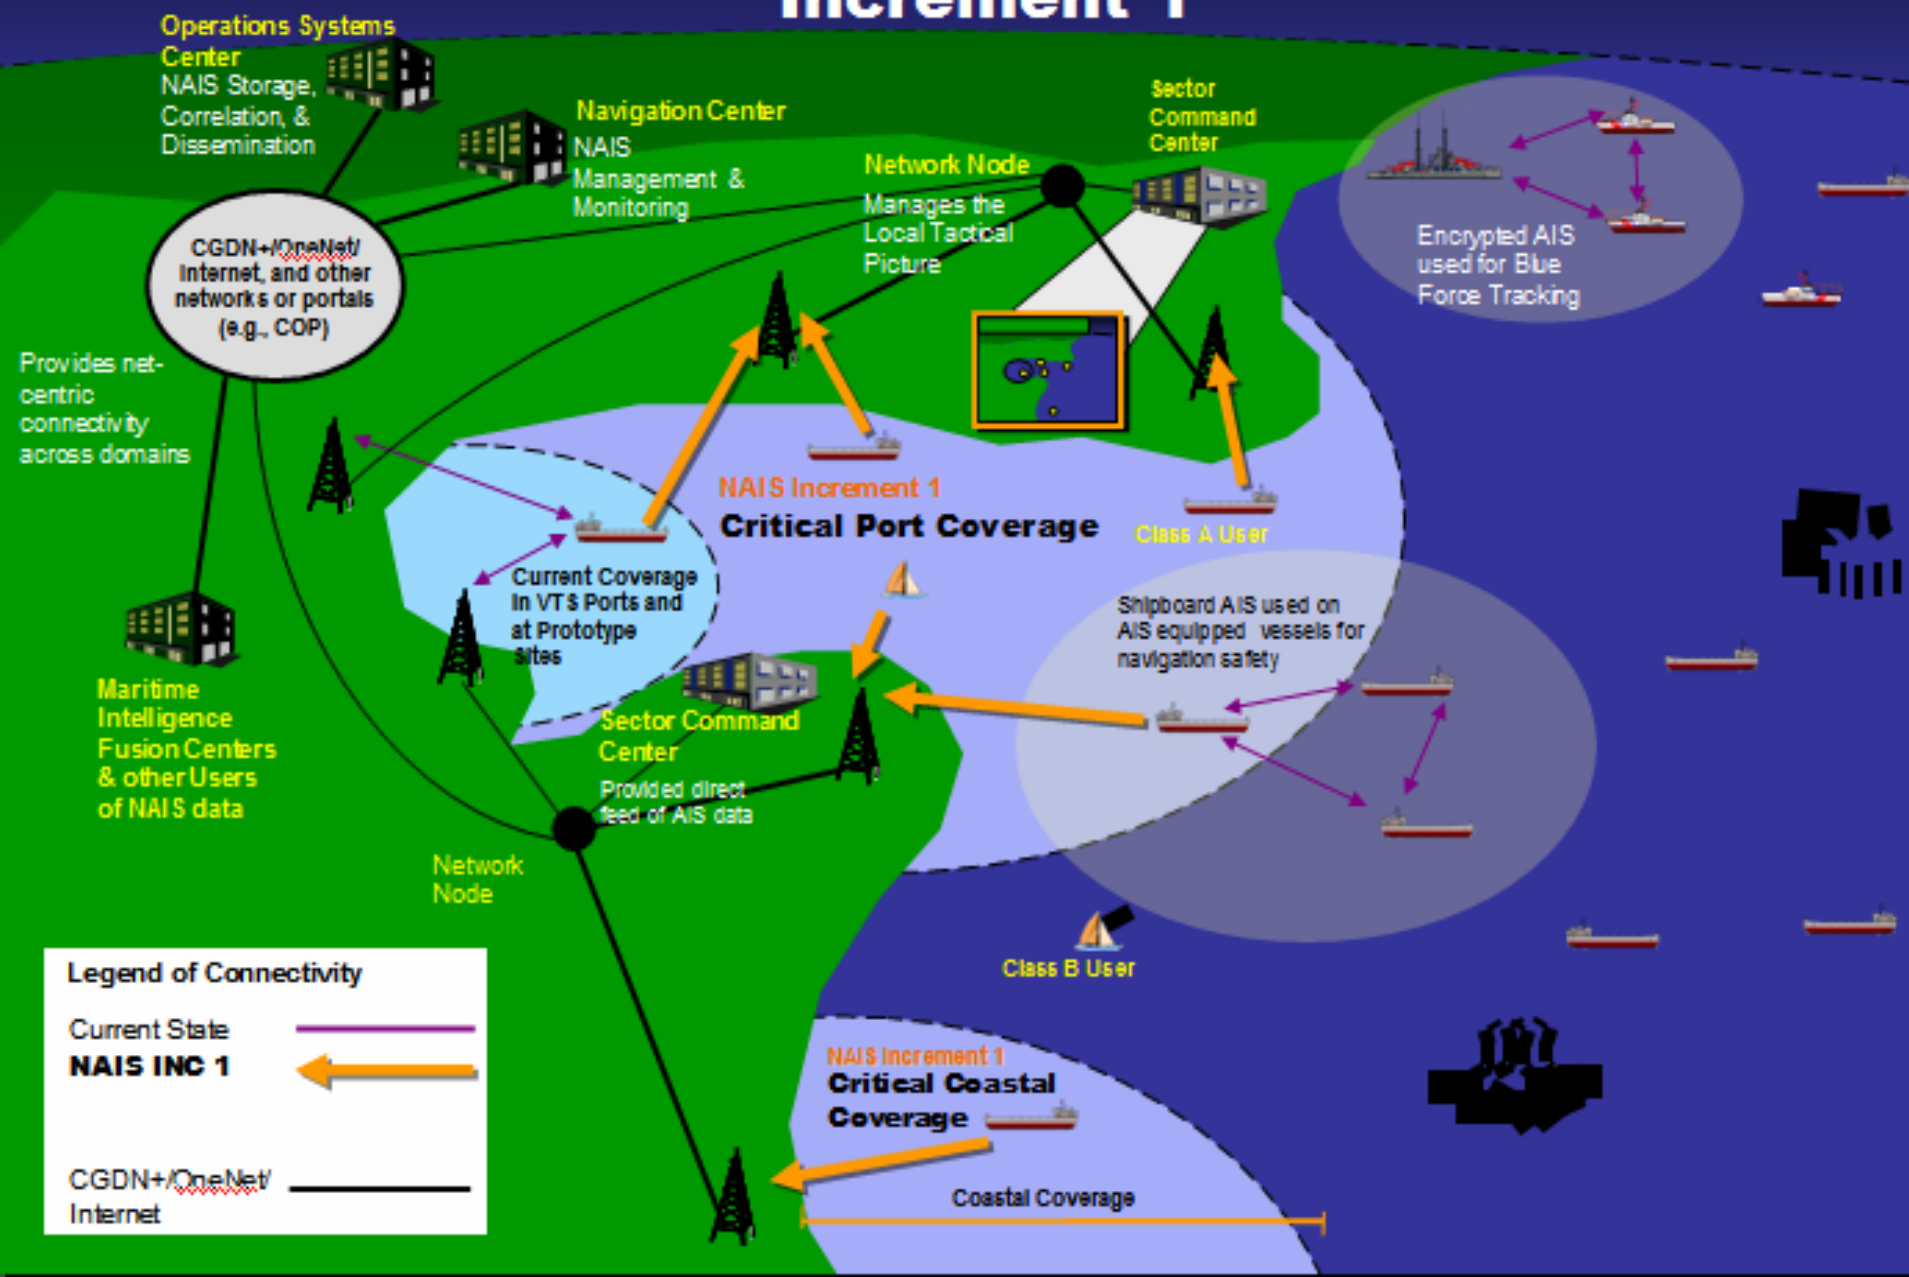 Increment 1
Operations Systems
Center
NAIS Storage,
Correlation, &
Dissemination
Navigation Center
NAIS
Management &
Monitoring
Network Node
Manages the
Local Tactical
Picture
Sector
Command
Center
Encrypted AIS
used for Blue
Force Tracking
CGDN+/OneNet/
Internet, and other
networks or portals
(e.g., COP)
Provides net-
centric
connectivity
across domains
NAIS Increment 1
Critical Port Coverage
Class A User
Current Coverage
in VTS Ports and
at Prototype
Sites
Shipboard AIS used on
AIS equipped vessels for
navigation safety
Maritime
Intelligence
Fusion Centers
& other Users
of NAIS data
Sector Command
Center
Provided direct
feed of AIS data
Network
Node
Class B User
Legend of Connectivity
Current State
NAIS INC 1
CGDN+/OneNet/
Internet
NAIS Increment 1
Critical Coastal
Coverage
Coastal Coverage